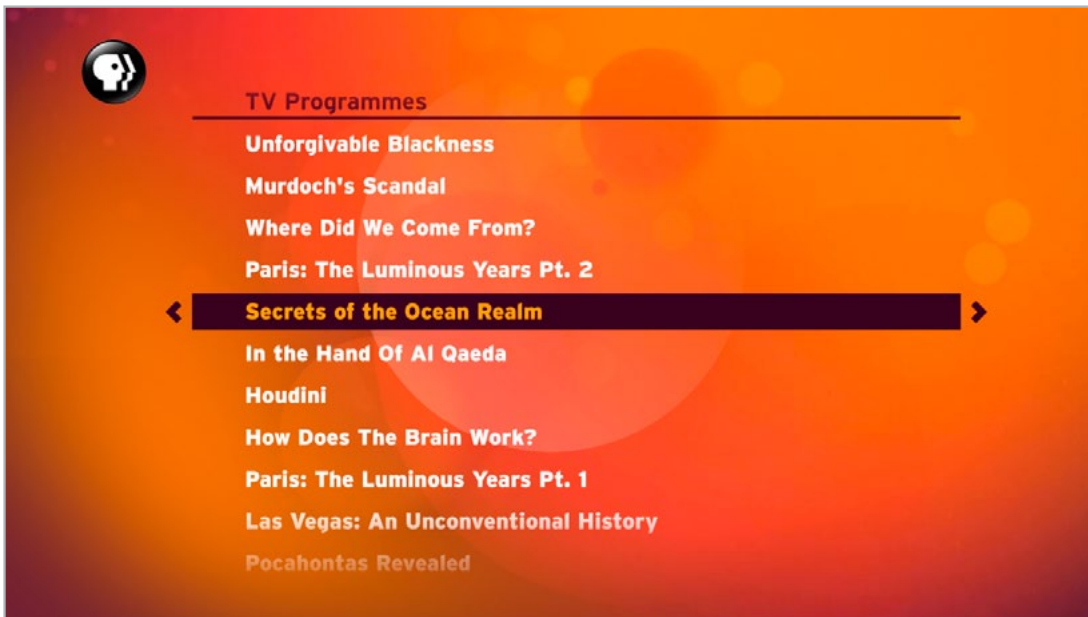 TV Programmes
Unforgivable Blackness
Murdoch's Scandal
Where Did We Come From?
Paris: The Luminous Years Pt. 2
Secrets of the Ocean Realm
In the Hand Of Al Qaeda
Houdini
How Does The Brain Work?
Paris: The Luminous Years Pt. 1
Las Vegas: An Unconventional History
Pocahontas Revealed